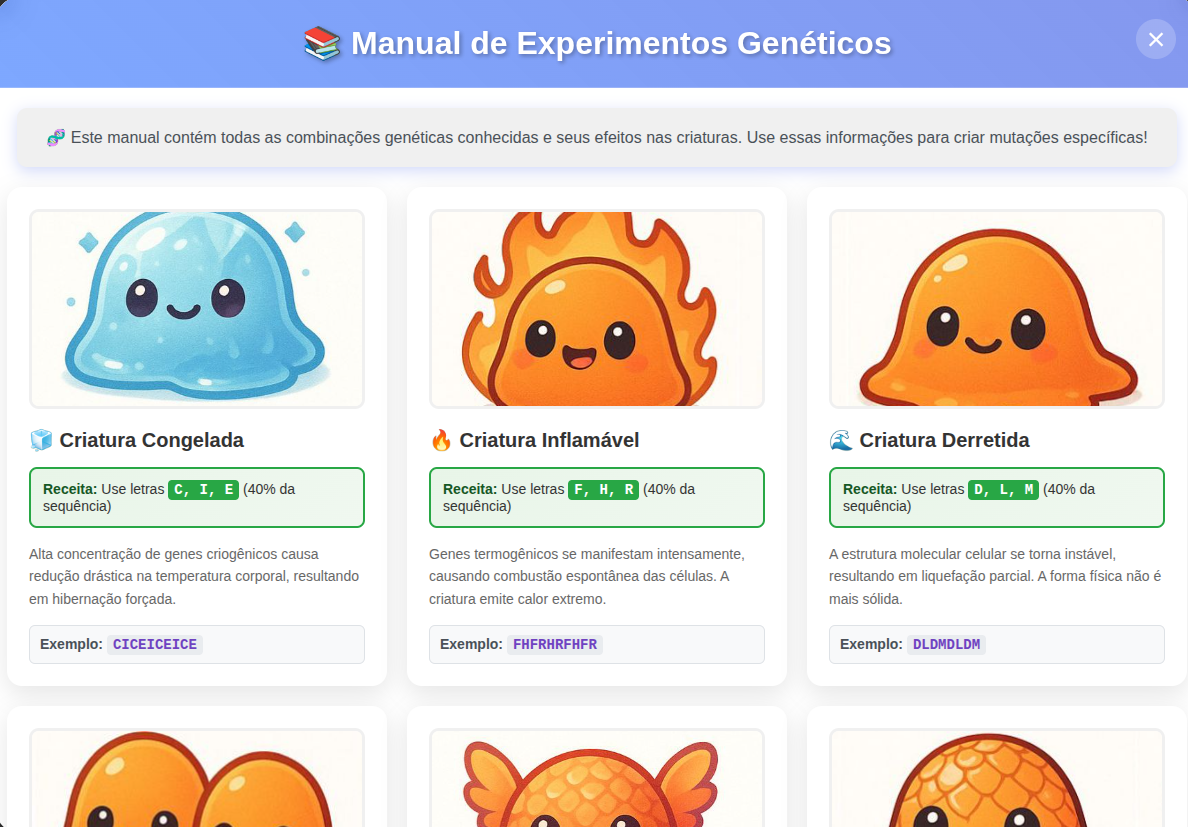 📚 Manual de Experimentos Genéticos
🧬 Este manual contém todas as combinações genéticas conhecidas e seus efeitos nas criaturas. Use essas informações para criar mutações específicas!
🧊 Criatura Congelada
Receita: Use letras C, I, E (40% da
sequência)
Alta concentração de genes criogênicos causa
redução drástica na temperatura corporal, resultando
em hibernação forçada.
Exemplo: CICEICEICE
🔥 Criatura Inflamável
Receita: Use letras F, H, R (40% da
sequência)
Genes termogênicos se manifestam intensamente,
causando combustão espontânea das células. A
criatura emite calor extremo.
Exemplo: FHFRHRFHFR
🌊 Criatura Derretida
Receita: Use letras D, L, M (40% da
sequência)
A estrutura molecular celular se torna instável,
resultando em liquefação parcial. A forma física não é
mais sólida.
Exemplo: DLDMDLDM